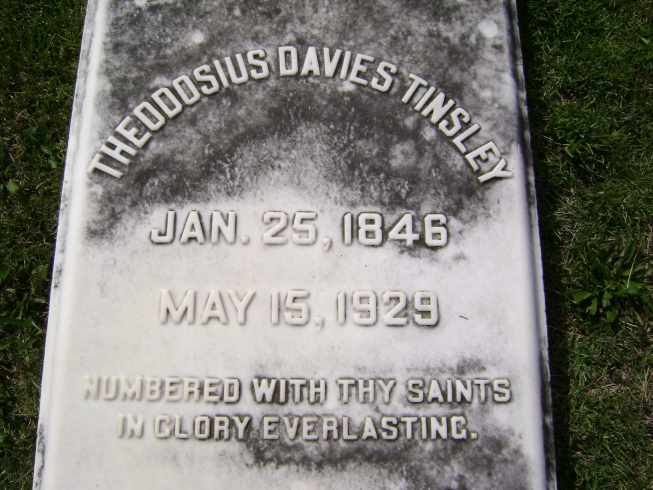 THEODOSIUS DAVIES TINSLEY
JAN. 25, 1846
MAY 15, 1929
NUMBERED WITH THY SAINTS
IN GLORY EVERLASTING.